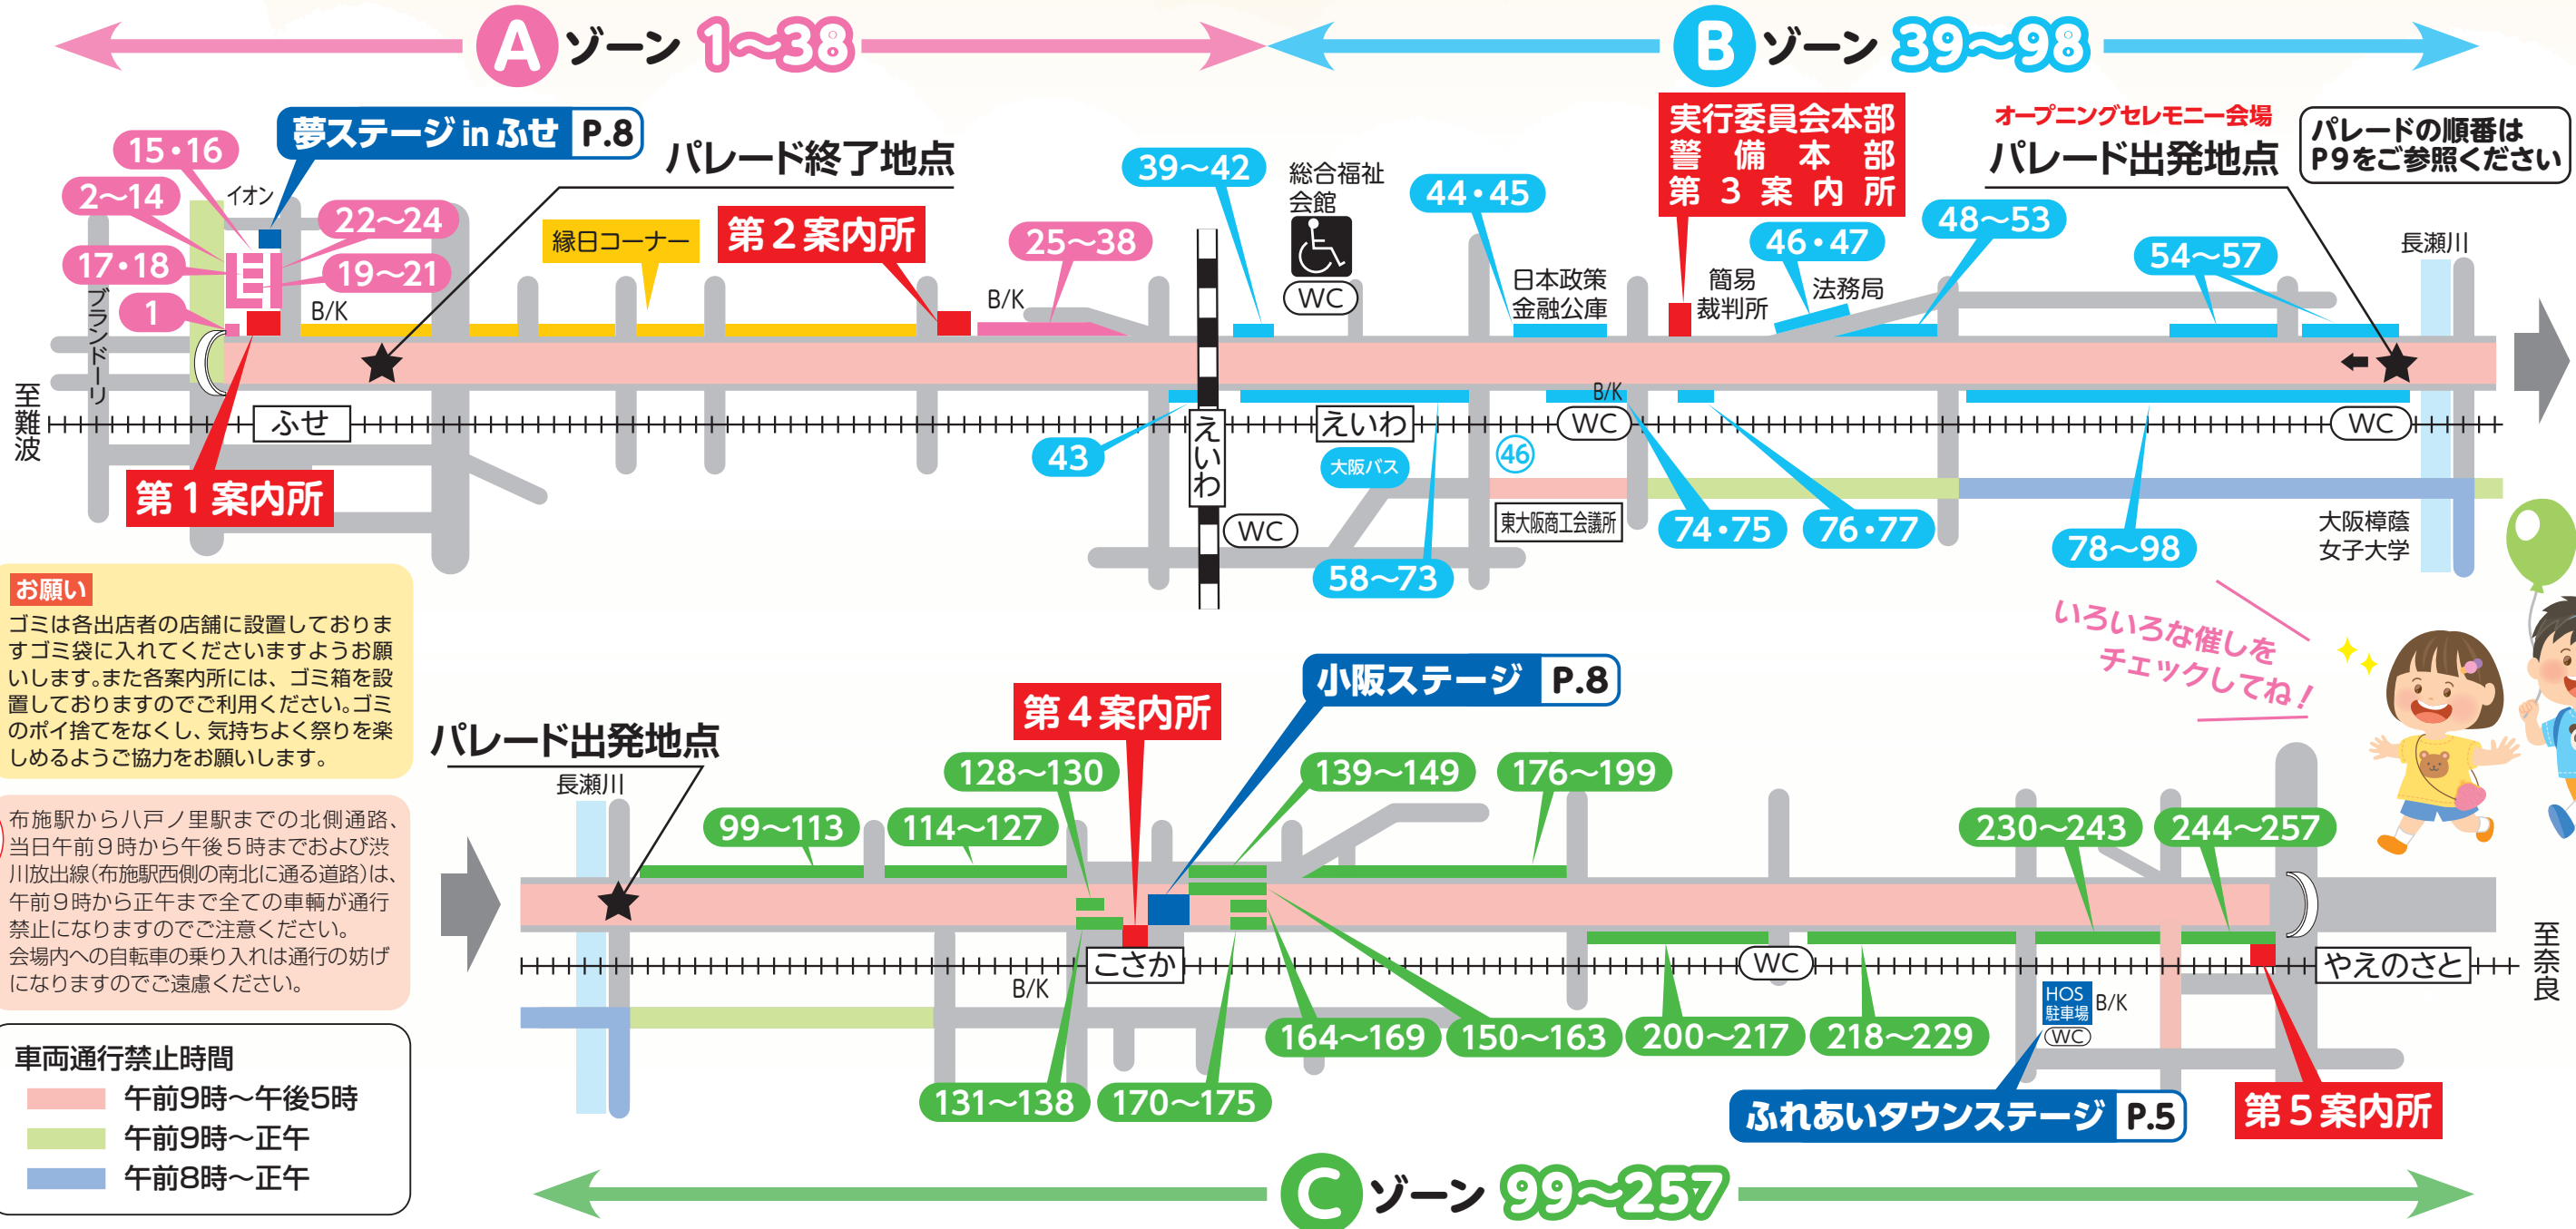 Aゾーン 1〜38
Bゾーン 39〜98
夢ステージ in ふせ P.8
15・16
2〜14
イオン
22〜24
17・18
19〜21
1
ブランドーリ
B/K
パレード終了地点
縁日コーナー
第2案内所
25〜38
B/K
39〜42
総合福祉
会館
WC
44・45
日本政策
金融公庫
実行委員会本部
警備本部
第3案内所
簡易
裁判所
46・47
法務局
48〜53
オープニングセレモニー会場
パレード出発地点
パレードの順番は
P9をご参照ください
54〜57
長瀬川
至難波
ふせ
第1案内所
43
えいわ
WC
えいわ
大阪バス
58〜73
46
東大阪商工会議所
B/K
WC
74・75
76・77
78〜98
WC
大阪樟蔭
女子大学
お願い
ゴミは各出店者の店舗に設置しておりま
すゴミ袋に入れてくださいますようお願
いします。また各案内所には、ゴミ箱を設
置しておりますのでご利用ください。ゴミ
のポイ捨てをなくし、気持ちよく祭りを楽
しめるようご協力をお願いします。
布施駅から八戸ノ里駅までの北側通路、
当日午前9時から午後5時までおよび渋
川放出線(布施駅西側の南北に通る道路)は、
午前9時から正午まで全ての車輌が通行
禁止になりますのでご注意ください。
会場内への自転車の乗り入れは通行の妨げ
になりますのでご遠慮ください。
車両通行禁止時間
午前9時〜午後5時
午前9時〜正午
午前8時〜正午
いろいろな催しを
チェックしてね!
パレード出発地点
長瀬川
99〜113
114〜127
128〜130
第4案内所
小阪ステージ P.8
139〜149
176〜199
230〜243
244〜257
こさか
B/K
131〜138
170〜175
164〜169
150〜163
200〜217
218〜229
WC
HOS
駐車場
B/K
WC
ふれあいタウンステージ P.5
第5案内所
やえのさと
至奈良
Cゾーン 99〜257